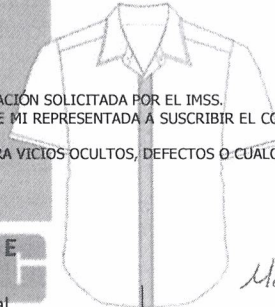 ACIÓN SOLICITADA POR EL IMSS.
E MI REPRESENTADA A SUSCRIBIR EL CO
RA VICIOS OCULTOS, DEFECTOS O CUALQ
E